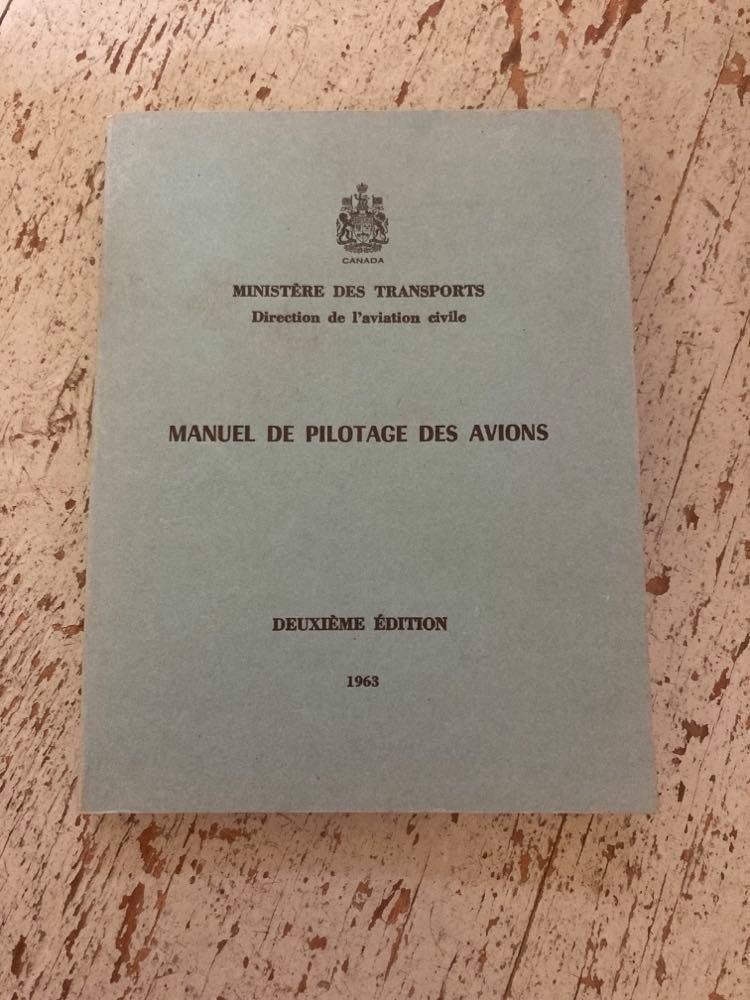 CANADA
MINISTÈRE DES TRANSPORTS
Direction de l'aviation civile
MANUEL DE PILOTAGE DES AVIONS
DEUXIÈME ÉDITION
1963